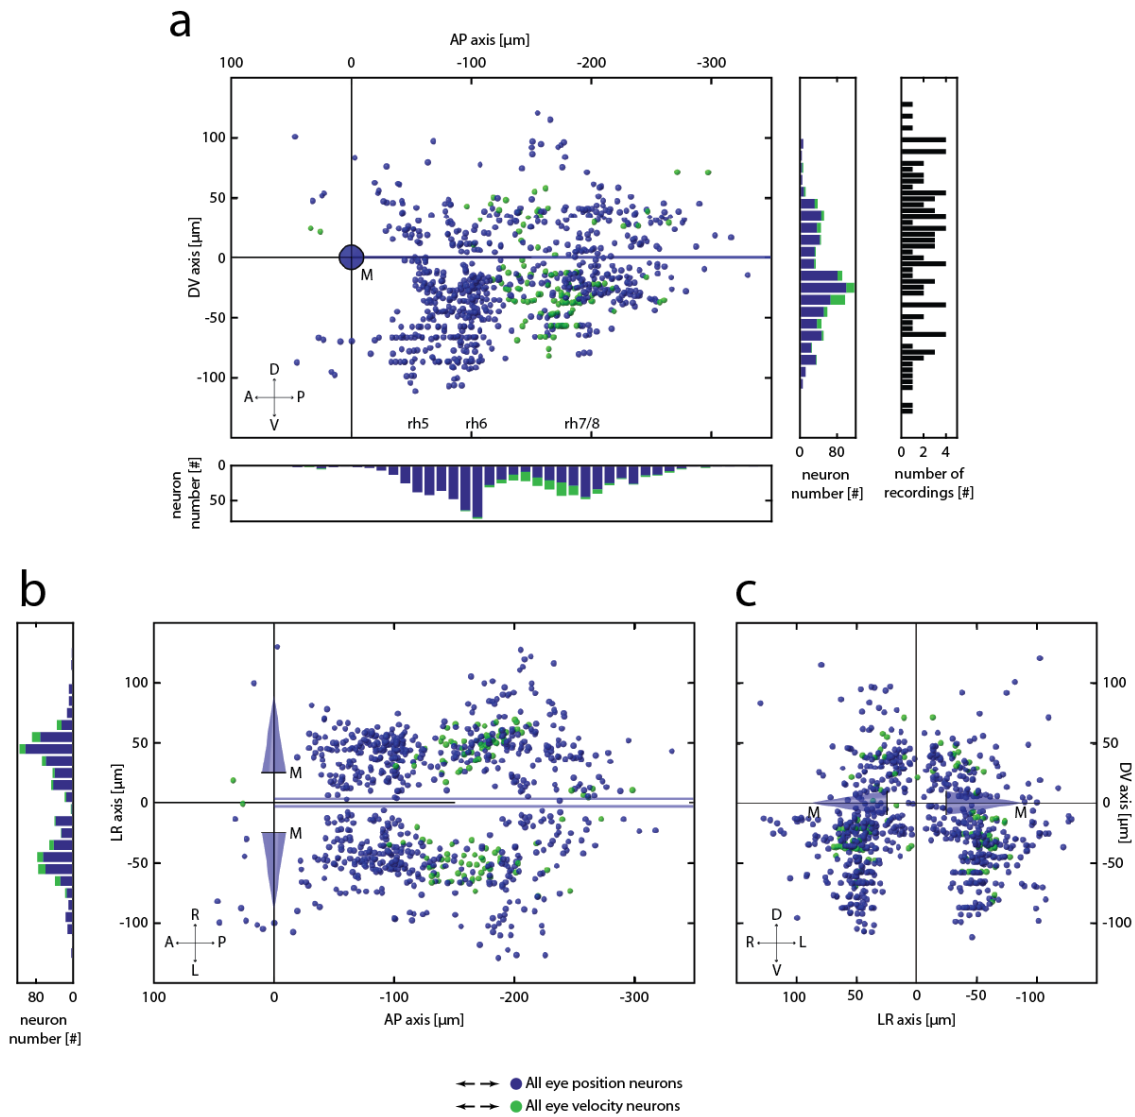 a
AP axis [µm]
100 0 -100 -200 -300
DV axis [µm]
100
50
0
-50
-100
M
D
A P
V
rh5 rh6 rh7/8
0 80
neuron
number [#]
0 2 4
number of
recordings [#]
neuron
number [#]
0
50
b
80 0
neuron
number [#]
LR axis [µm]
100
50
0
-50
-100
M
M
R
A P
L
100 0 -100 -200 -300
AP axis [µm]
c
M M
D
R L
V
100
50
0
-50
-100
DV axis [µm]
100 50 0 -50 -100
LR axis [µm]
All eye position neurons
All eye velocity neurons